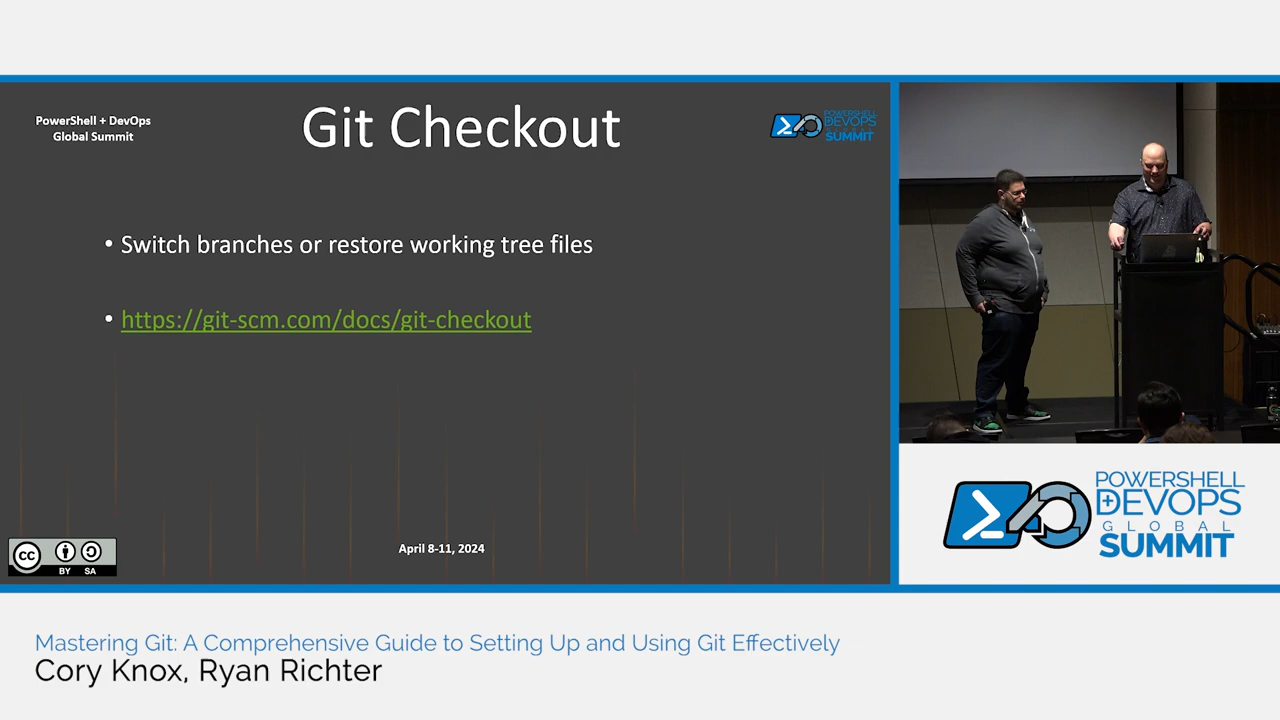 PowerShell + DevOps
Global Summit
Git Checkout
POWERSHELL
DEVOPS
GLOBAL
SUMMIT
• Switch branches or restore working tree files
• https://git-scm.com/docs/git-checkout
April 8-11, 2024
cc
BY SA
POWERSHELL
DEVOPS
GLOBAL
SUMMIT
Mastering Git: A Comprehensive Guide to Setting Up and Using Git Effectively
Cory Knox, Ryan Richter